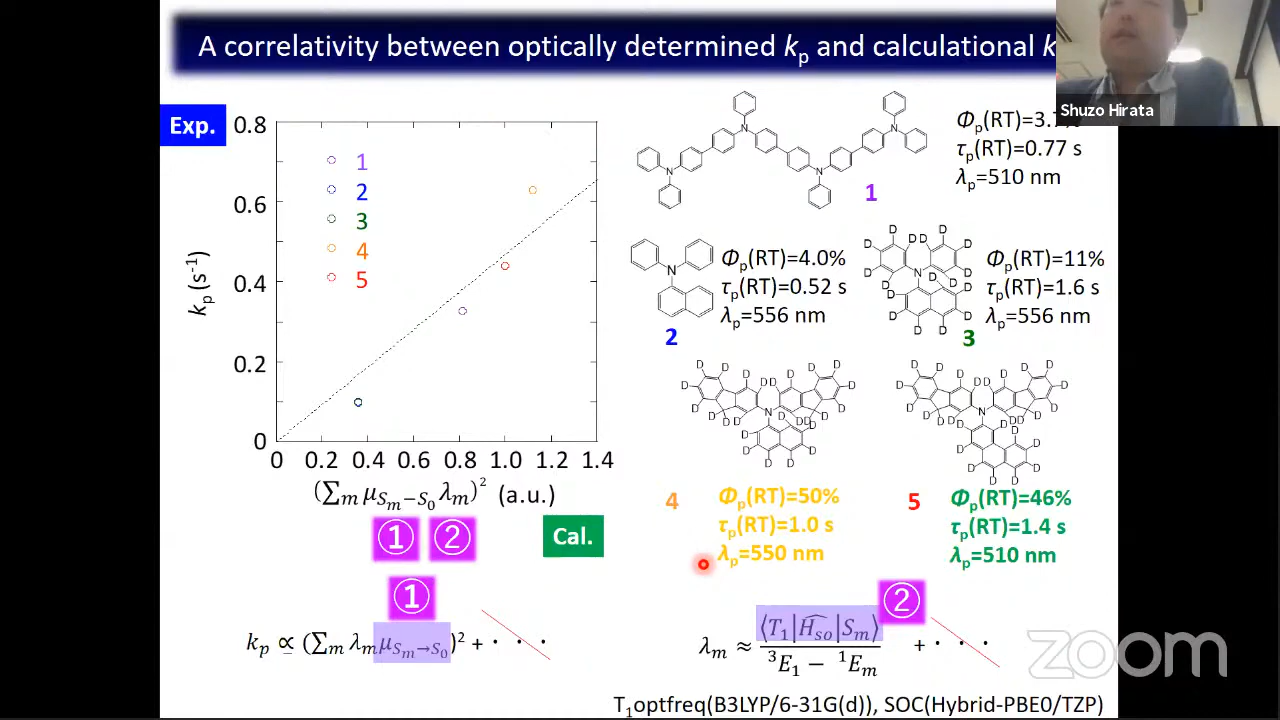 A correlativity between optically determined kp and calculational k
Shuzo Hirata
Exp.
0.8
0.6
0.4
0.2
0
kp (s-1)
1
2
3
4
5
0 0.2 0.4 0.6 0.8 1.0 1.2 1.4
(∑m μSm−S0 λm)² (a.u.)
① ②
Cal.
1
Φp(RT)=3.7%
τp(RT)=0.77 s
λp=510 nm
2
Φp(RT)=4.0%
τp(RT)=0.52 s
λp=556 nm
3
Φp(RT)=11%
τp(RT)=1.6 s
λp=556 nm
4
Φp(RT)=50%
τp(RT)=1.0 s
λp=550 nm
5
Φp(RT)=46%
τp(RT)=1.4 s
λp=510 nm
①
kp ∝ (∑m λm μSm→S0)² + · · ·
②
λm ≈ ⟨T1|Ĥso|Sm⟩ / ³E1 − ¹Em + · · ·
T1optfreq(B3LYP/6-31G(d)), SOC(Hybrid-PBE0/TZP)
zoom